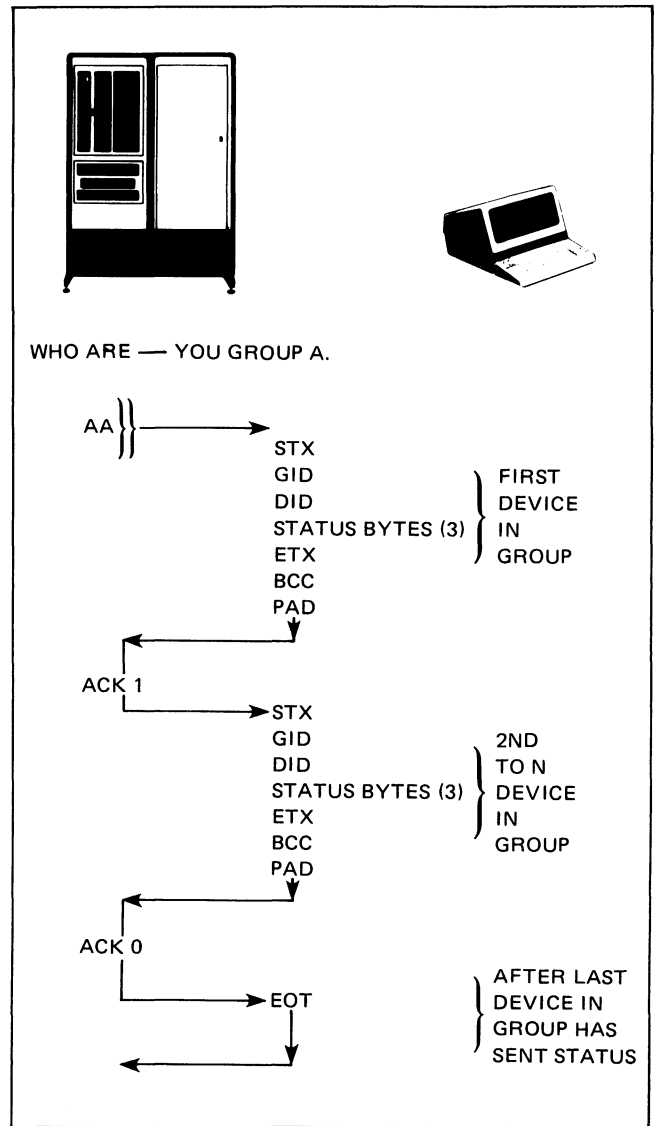 WHO ARE — YOU GROUP A.
AA
STX
GID
DID
STATUS BYTES (3)
ETX
BCC
PAD
FIRST
DEVICE
IN
GROUP
ACK 1
STX
GID
DID
STATUS BYTES (3)
ETX
BCC
PAD
2ND
TO N
DEVICE
IN
GROUP
ACK 0
EOT
AFTER LAST
DEVICE IN
GROUP HAS
SENT STATUS